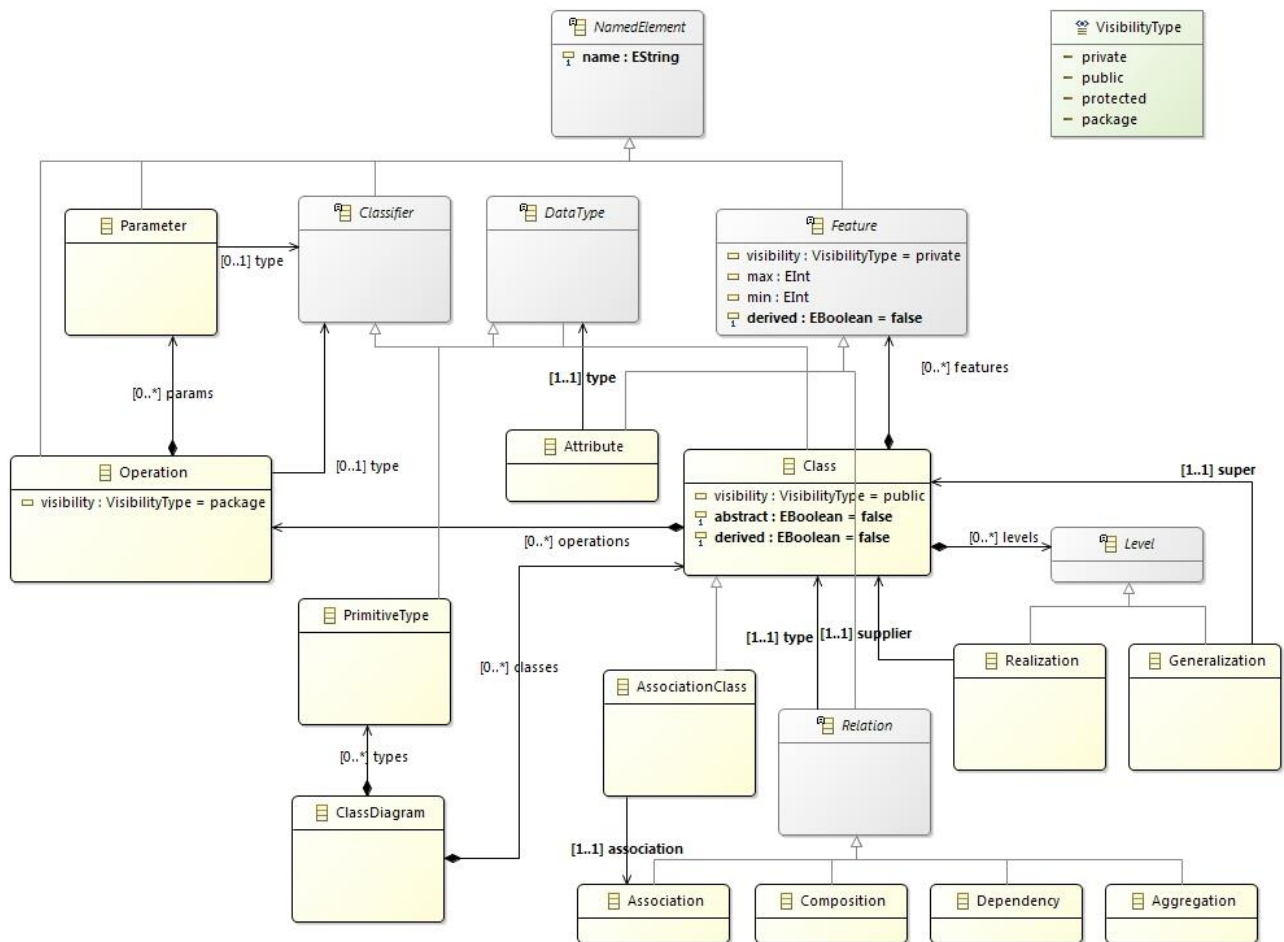 NamedElement
name : EString
VisibilityType
private
public
protected
package
Parameter
Classifier
DataType
Feature
visibility : VisibilityType = private
max : EInt
min : EInt
derived : EBoolean = false
[0..1] type
[0..*] params
[1..1] type
[0..*] features
Attribute
Operation
visibility : VisibilityType = package
[0..1] type
Class
visibility : VisibilityType = public
abstract : EBoolean = false
derived : EBoolean = false
[1..1] super
[0..*] operations
[0..*] levels
Level
PrimitiveType
[0..*] classes
[1..1] type
[1..1] supplier
Realization
Generalization
AssociationClass
Relation
[0..*] types
ClassDiagram
[1..1] association
Association
Composition
Dependency
Aggregation